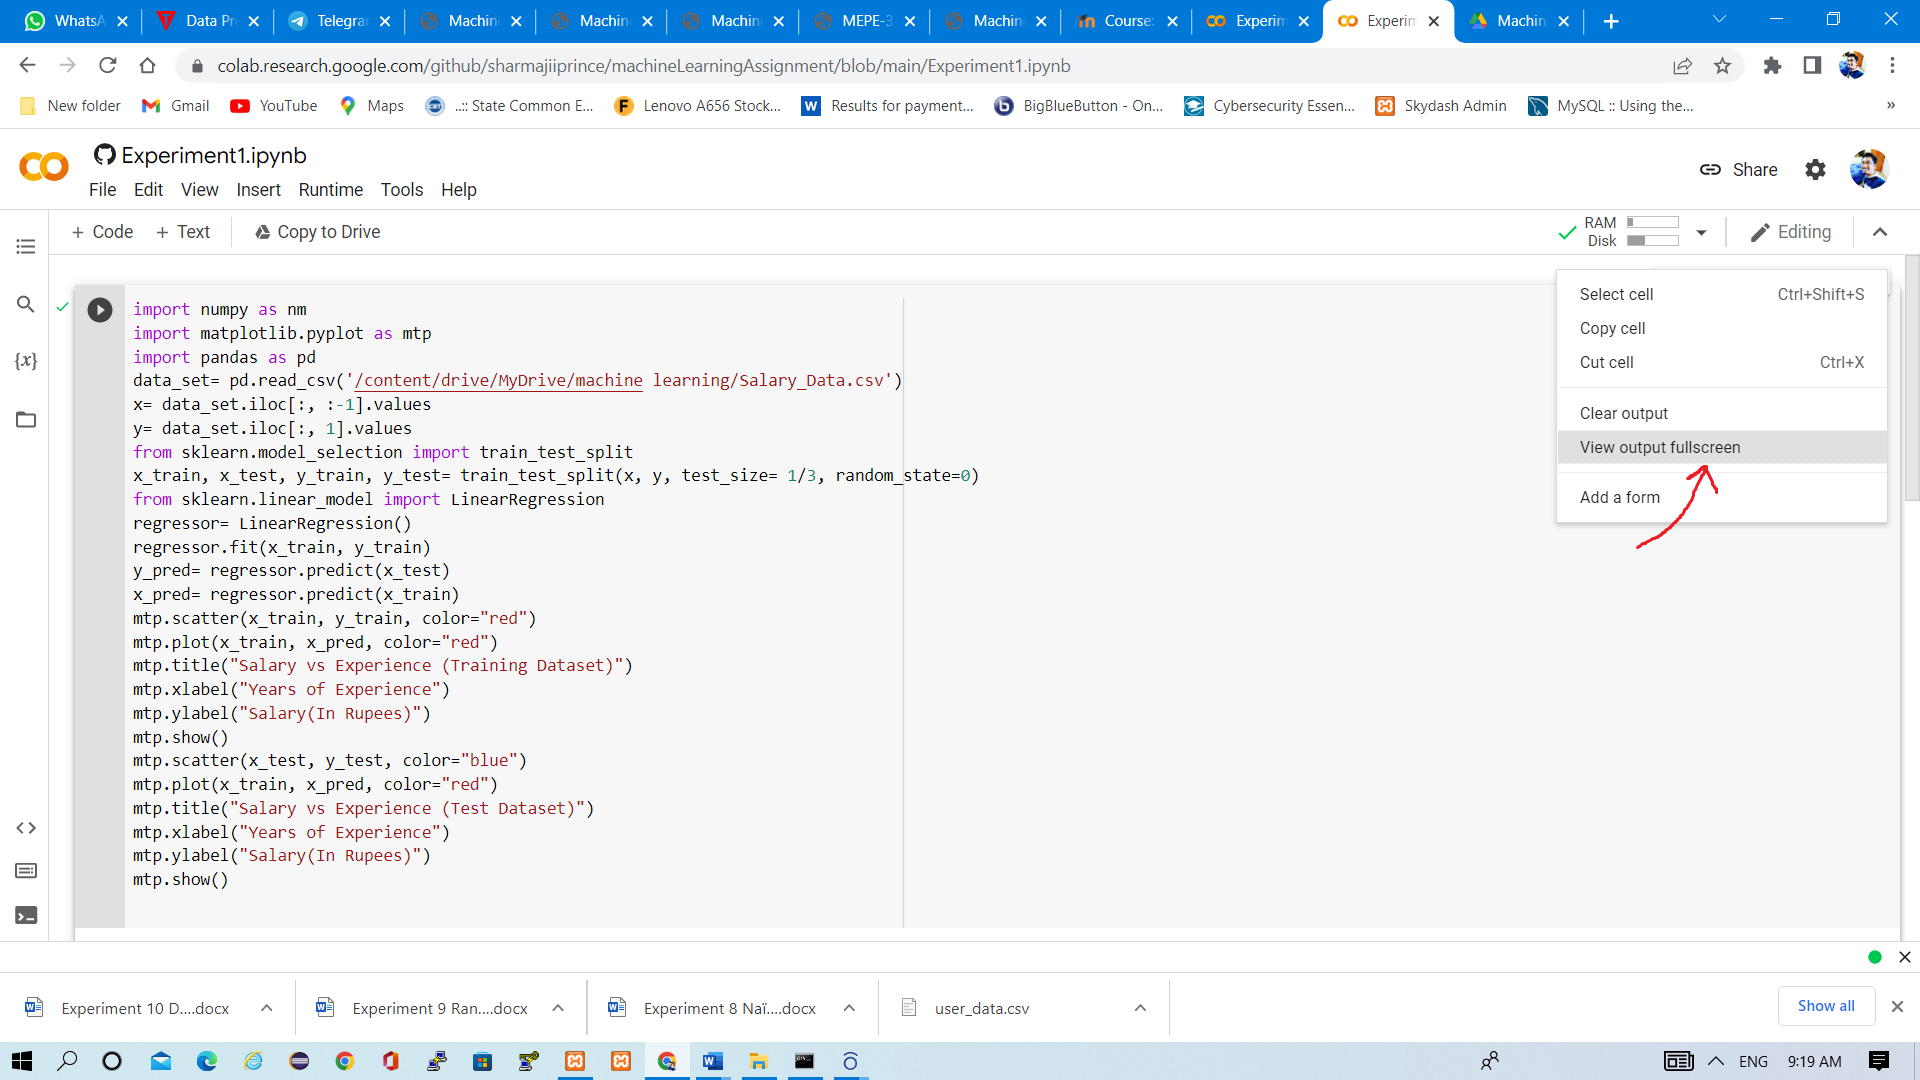 WhatsA
Data Pr
Telegra
Machin
Machin
Machin
MEPE-3
Machin
Course:
Experim
Experim
Machin
colab.research.google.com/github/sharmajiiprince/machineLearningAssignment/blob/main/Experiment1.ipynb
New folder
Gmail
YouTube
Maps
..:: State Common E...
Lenovo A656 Stock...
Results for payment...
BigBlueButton - On...
Cybersecurity Essen...
Skydash Admin
MySQL :: Using the...
»
Experiment1.ipynb
File Edit View Insert Runtime Tools Help
Share
+ Code + Text Copy to Drive
RAM
Disk
Editing
Select cell Ctrl+Shift+S
Copy cell
Cut cell Ctrl+X
Clear output
View output fullscreen
Add a form
import numpy as nm
import matplotlib.pyplot as mtp
import pandas as pd
data_set= pd.read_csv('/content/drive/MyDrive/machine learning/Salary_Data.csv')
x= data_set.iloc[:, :-1].values
y= data_set.iloc[:, 1].values
from sklearn.model_selection import train_test_split
x_train, x_test, y_train, y_test= train_test_split(x, y, test_size= 1/3, random_state=0)
from sklearn.linear_model import LinearRegression
regressor= LinearRegression()
regressor.fit(x_train, y_train)
y_pred= regressor.predict(x_test)
x_pred= regressor.predict(x_train)
mtp.scatter(x_train, y_train, color="red")
mtp.plot(x_train, x_pred, color="red")
mtp.title("Salary vs Experience (Training Dataset)")
mtp.xlabel("Years of Experience")
mtp.ylabel("Salary(In Rupees)")
mtp.show()
mtp.scatter(x_test, y_test, color="blue")
mtp.plot(x_train, x_pred, color="red")
mtp.title("Salary vs Experience (Test Dataset)")
mtp.xlabel("Years of Experience")
mtp.ylabel("Salary(In Rupees)")
mtp.show()
Experiment 10 D....docx
Experiment 9 Ran....docx
Experiment 8 Naï....docx
user_data.csv
Show all
ENG
9:19 AM